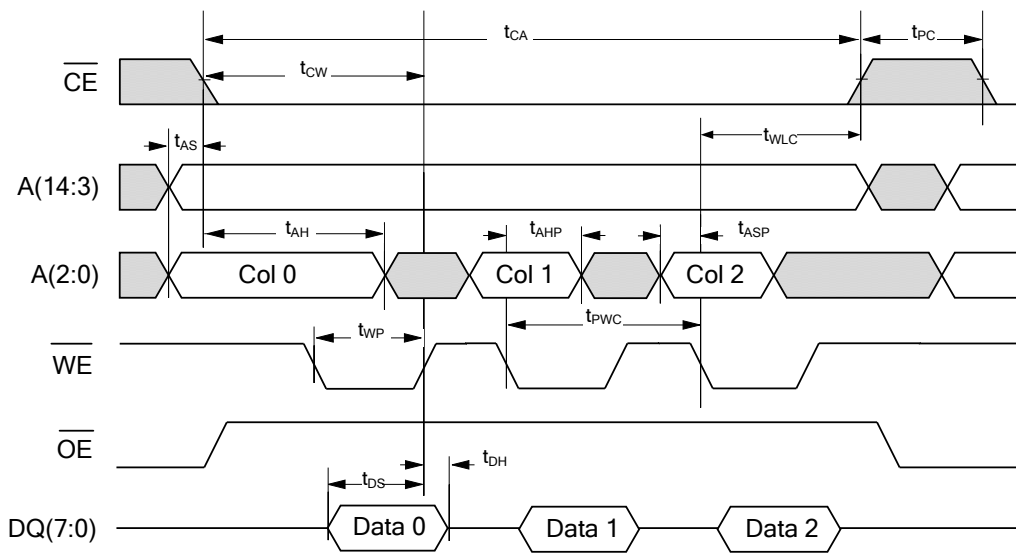 tCA
tPC
tCW
CE
tAS
tWLC
A(14:3)
tAH
tAHP
tASP
A(2:0)
Col 0
Col 1
Col 2
tWP
tPWC
WE
OE
tDS
tDH
DQ(7:0)
Data 0
Data 1
Data 2